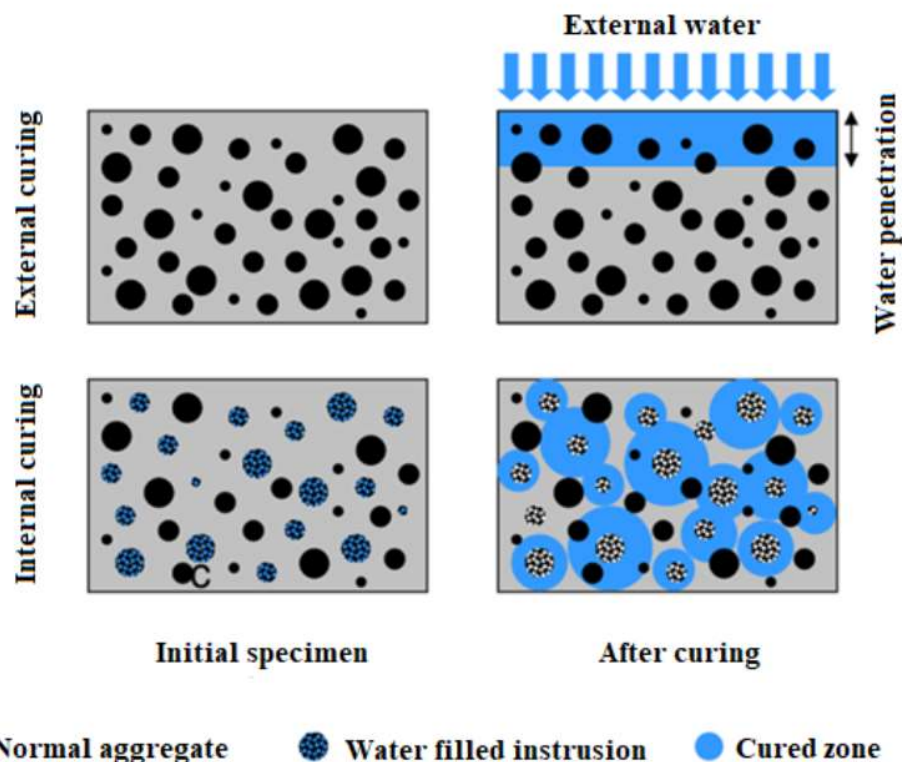 External water
External curing
Water penetration
Internal curing
C
Initial specimen
After curing
Normal aggregate
Water filled instrusion
Cured zone